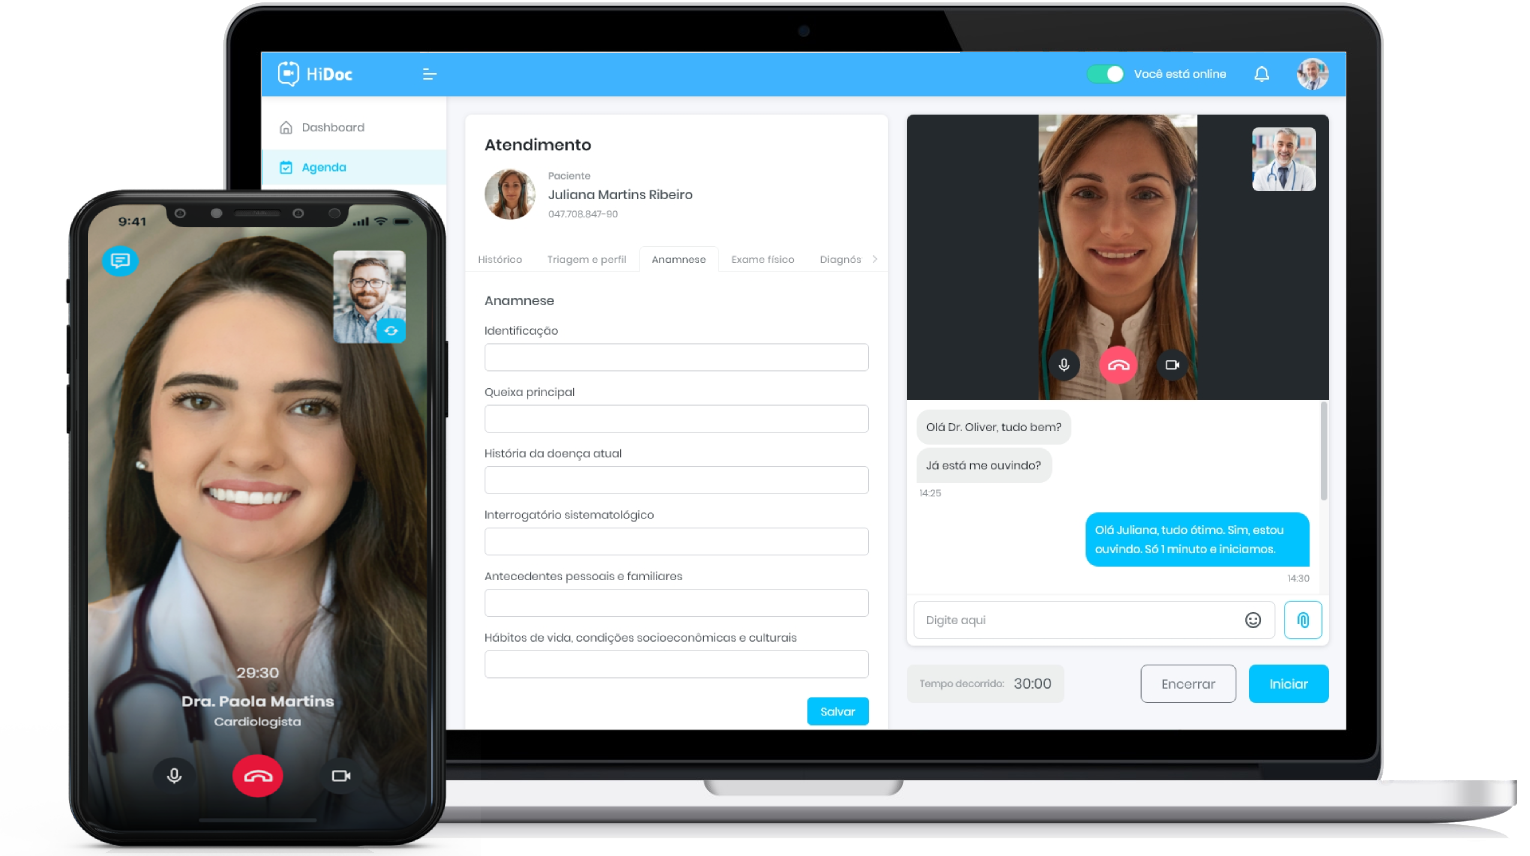 HiDoc
Você está online
Dashboard
Agenda
Atendimento
Paciente
Juliana Martins Ribeiro
047.708.847-90
Histórico
Triagem e perfil
Anamnese
Exame físico
Diagnós
Anamnese
Identificação
Queixa principal
História da doença atual
Interrogatório sistematológico
Antecedentes pessoais e familiares
Hábitos de vida, condições socioeconômicas e culturais
Salvar
Olá Dr. Oliver, tudo bem?
Já está me ouvindo?
14:25
Olá Juliana, tudo ótimo. Sim, estou
ouvindo. Só 1 minuto e iniciamos.
14:30
Digite aqui
Tempo decorrido: 30:00
Encerrar
Iniciar
9:41
29:30
Dra. Paola Martins
Cardiologista